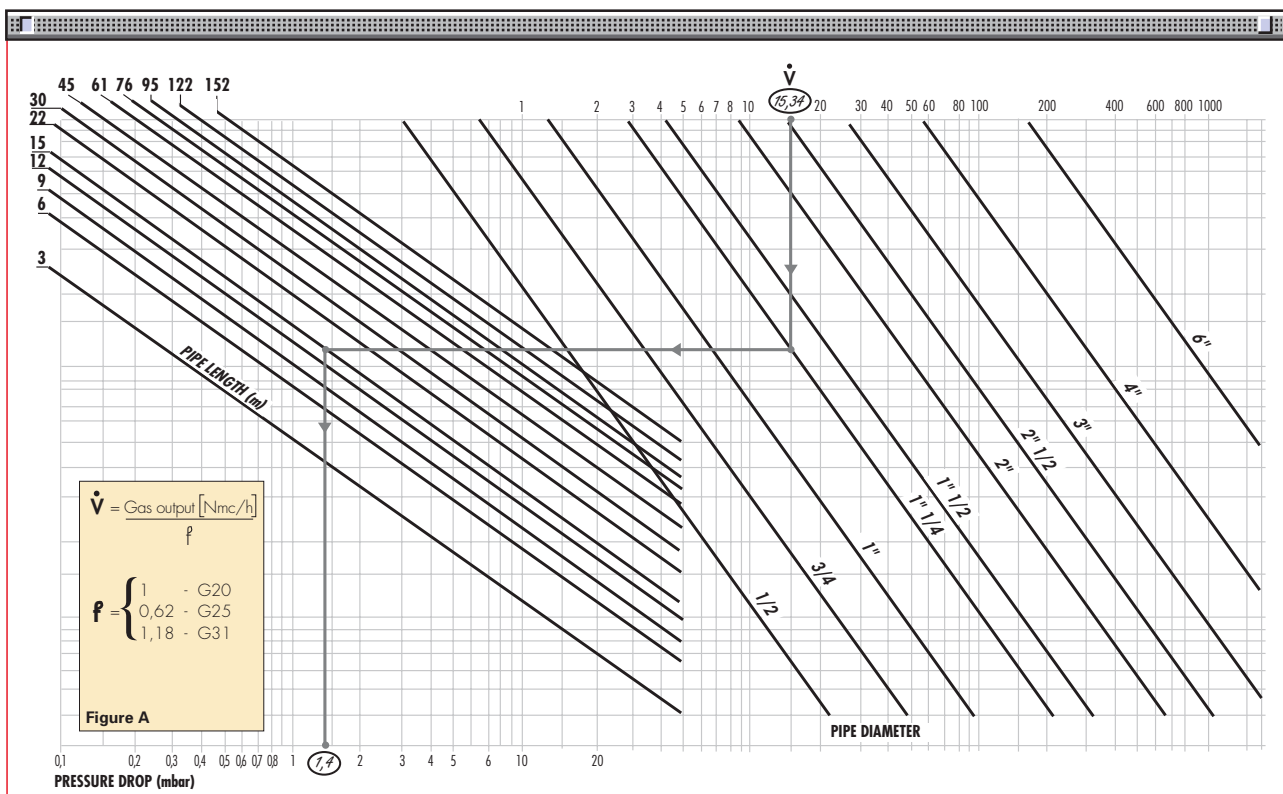 V̇
45 61 76 95 122 152
1 2 3 4 5 6 7 8 10 15,34 20 30 40 50 60 80 100 200 400 600 800 1000
30
22
15
12
9
6
3
PIPE LENGTH (m)
6"
4"
3"
2" 1/2
2"
1" 1/2
1" 1/4
1"
3/4
1/2
V̇ = Gas output [Nmc/h]
f
f = { 1 - G20
0,62 - G25
1,18 - G31
Figure A
PIPE DIAMETER
0,1 0,2 0,3 0,4 0,5 0,6 0,7 0,8 1 1,4 2 3 4 5 6 10 20
PRESSURE DROP (mbar)